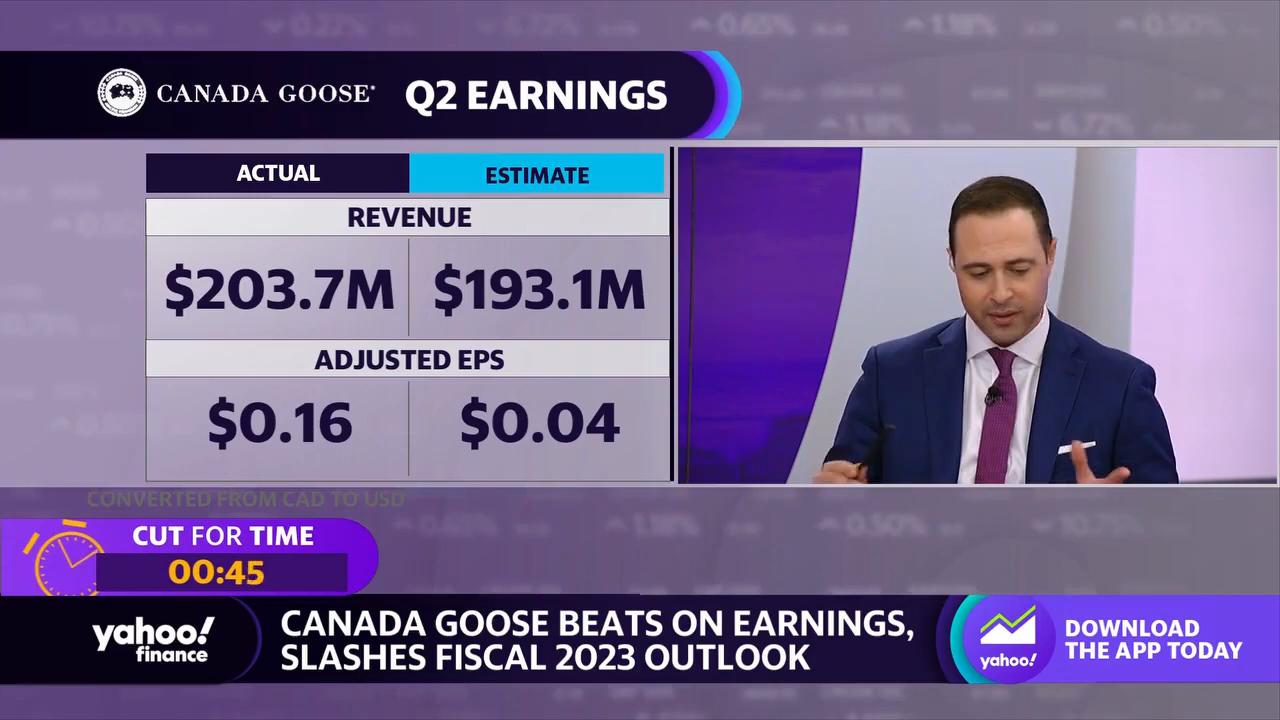 CANADA GOOSE
Q2 EARNINGS
ACTUAL
ESTIMATE
REVENUE
$203.7M
$193.1M
ADJUSTED EPS
$0.16
$0.04
CONVERTED FROM CAD TO USD
CUT FOR TIME
00:45
yahoo!
finance
CANADA GOOSE BEATS ON EARNINGS,
SLASHES FISCAL 2023 OUTLOOK
yahoo!
DOWNLOAD
THE APP TODAY